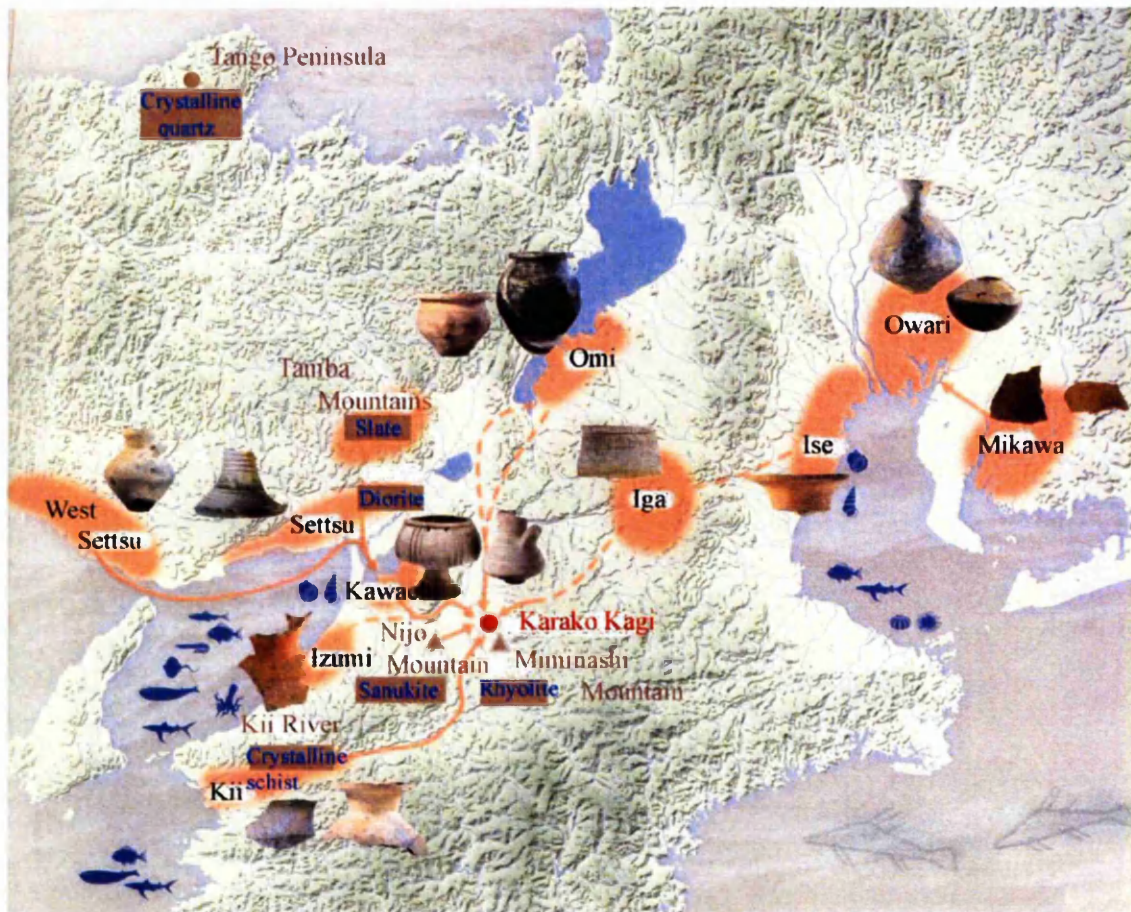 Tango Peninsula
Crystalline
quartz
Owari
Omi
Tamba
Mountains
Slate
Ise
Mikawa
Iga
West
Settsu
Settsu
Diorite
Karako Kagi
Nijo
Mountain
Miminashi
Mountain
Izumi
Sanukite
Rhyolite
Kii River
Crystalline
schist
Kii